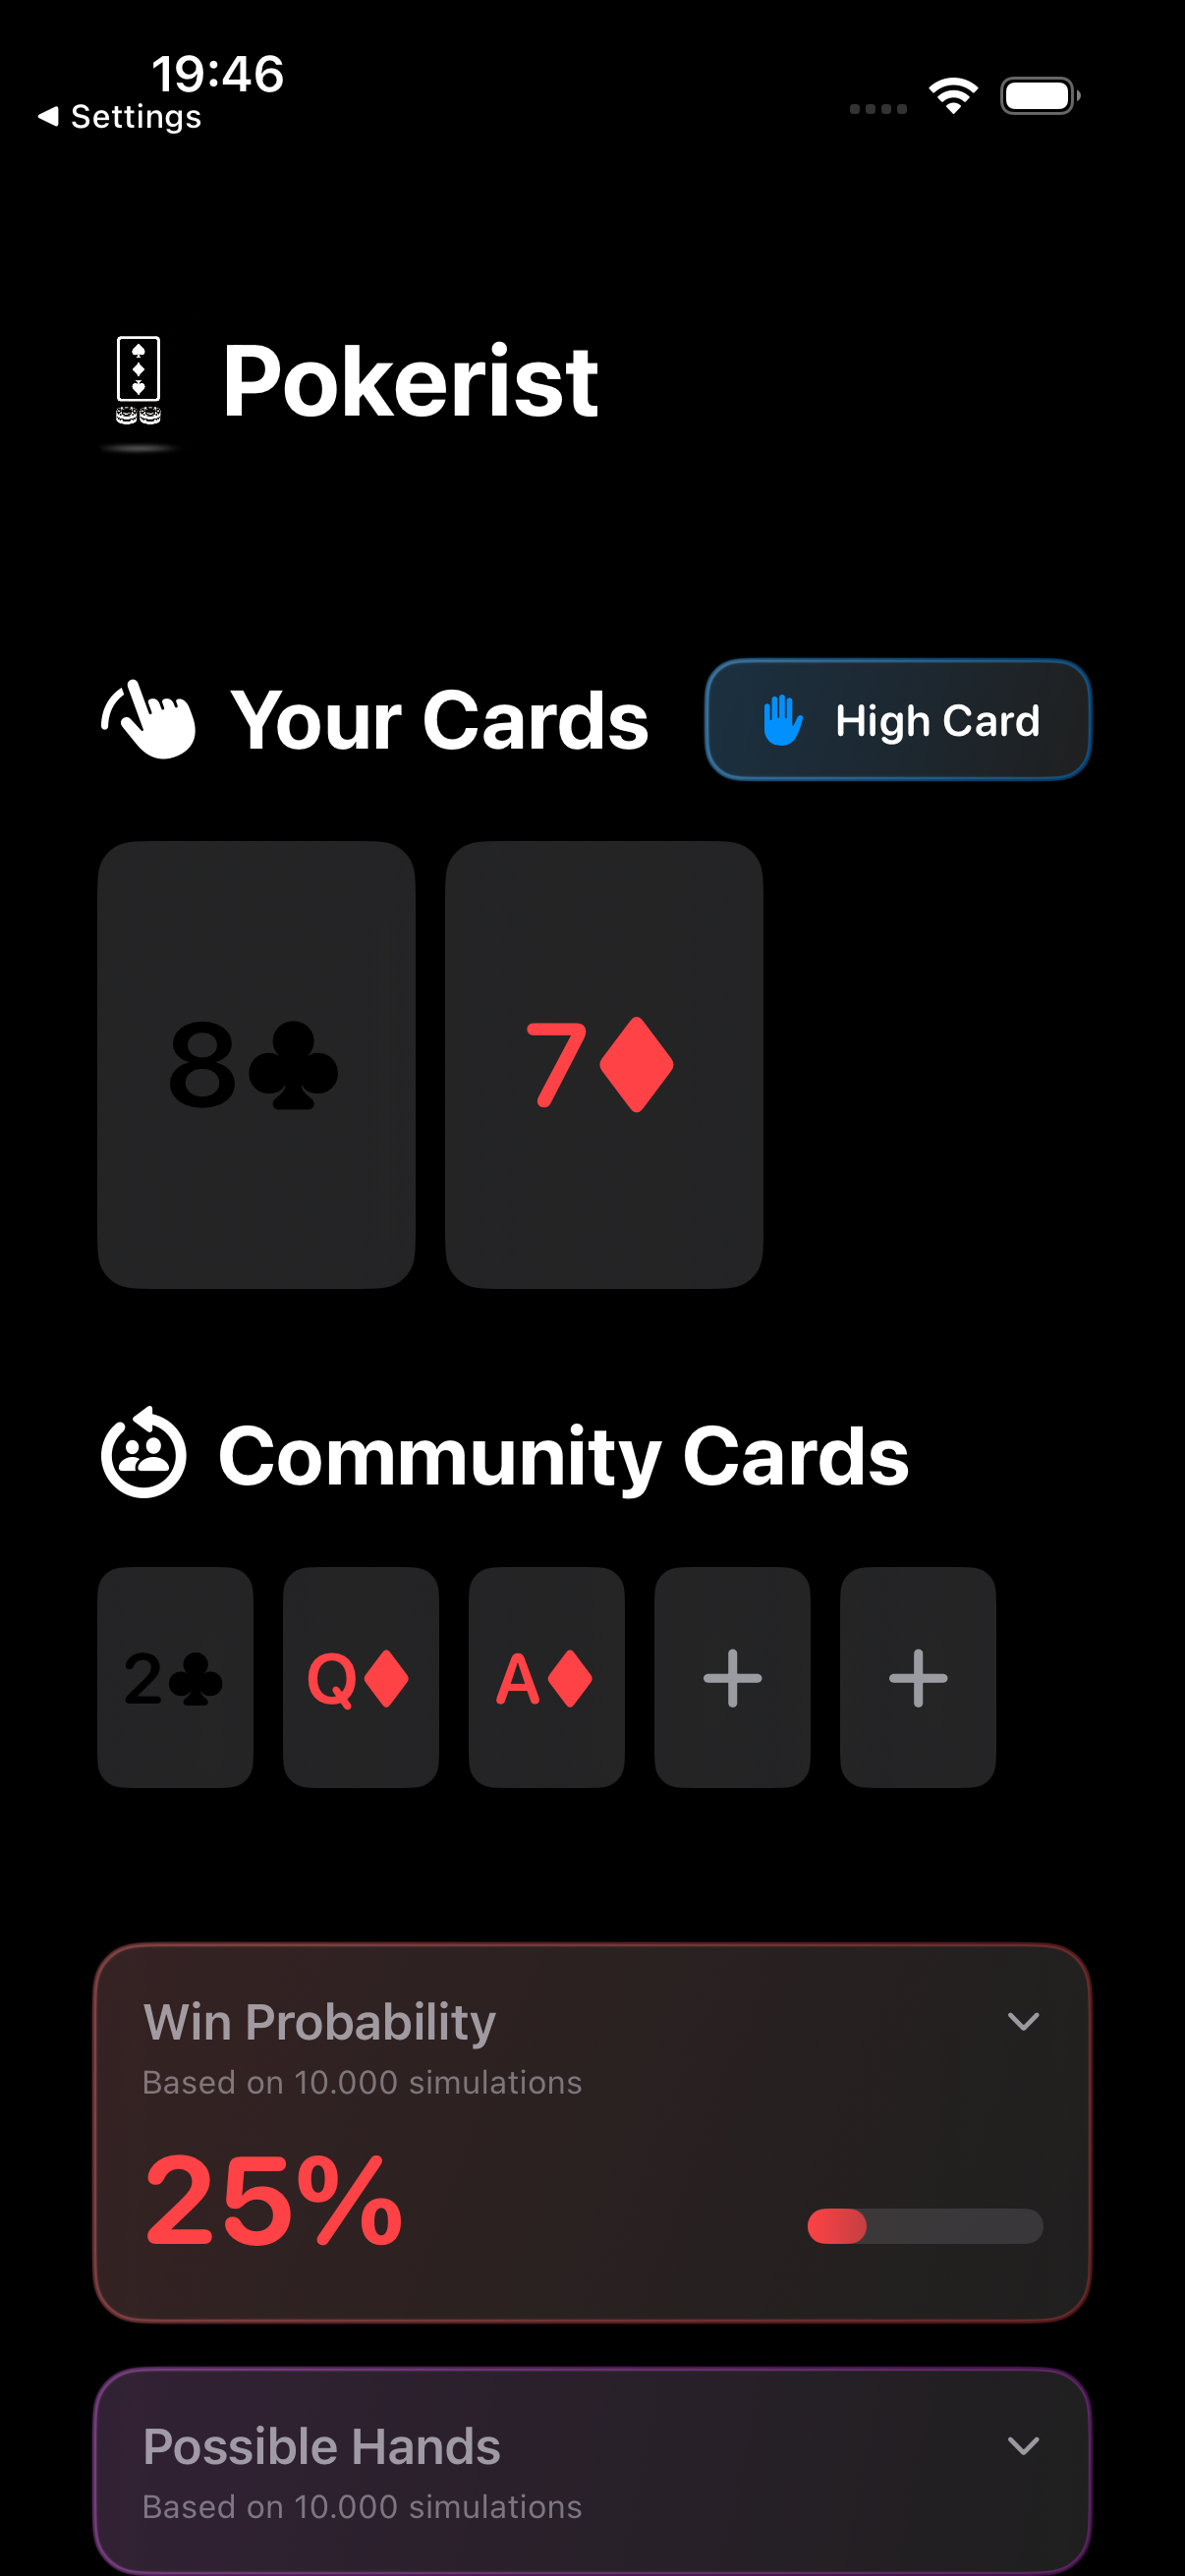 19:46
Settings
Pokerist
Your Cards
High Card
8♣ 7♦
Community Cards
2♣ Q♦ A♦ + +
Win Probability
Based on 10.000 simulations
25%
Possible Hands
Based on 10.000 simulations